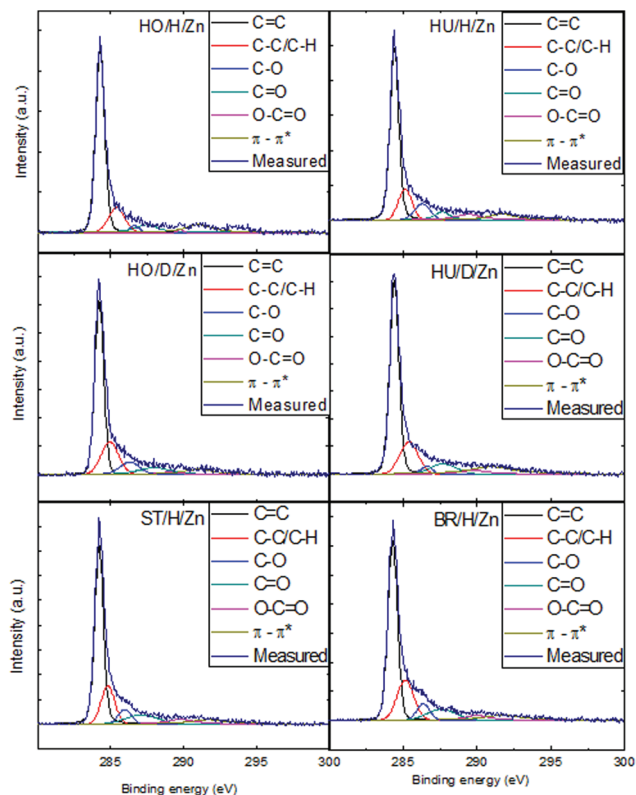 HO/H/Zn
C=C
C-C/C-H
C-O
C=O
O-C=O
π - π*
Measured
Intensity (a.u.)
HU/H/Zn
C=C
C-C/C-H
C-O
C=O
O-C=O
π - π*
Measured
HO/D/Zn
C=C
C-C/C-H
C-O
C=O
O-C=O
π - π*
Measured
Intensity (a.u.)
HU/D/Zn
C=C
C-C/C-H
C-O
C=O
O-C=O
π - π*
Measured
ST/H/Zn
C=C
C-C/C-H
C-O
C=O
O-C=O
π - π*
Measured
Intensity (a.u.)
285 290 295 300
Binding energy (eV)
BR/H/Zn
C=C
C-C/C-H
C-O
C=O
O-C=O
π - π*
Measured
285 290 295 300
Binding energy (eV)